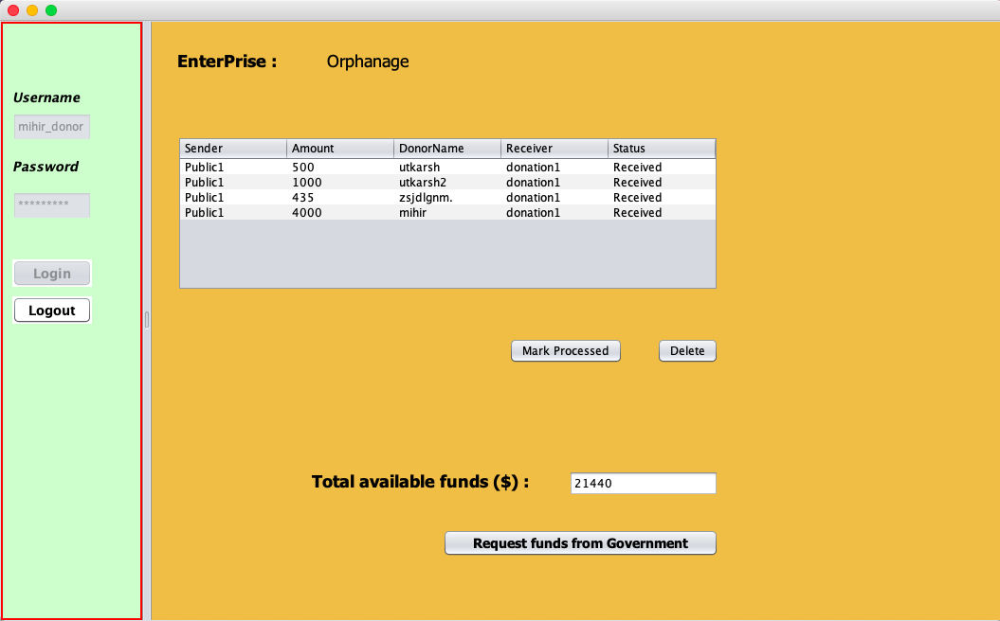 EnterPrise : Orphanage
Username
mihir_donor
Password
*********
Login
Logout
Sender Amount DonorName Receiver Status
Public1 500 utkarsh donation1 Received
Public1 1000 utkarsh2 donation1 Received
Public1 435 zsjdlgnm. donation1 Received
Public1 4000 mihir donation1 Received
Mark Processed Delete
Total available funds ($) : 21440
Request funds from Government